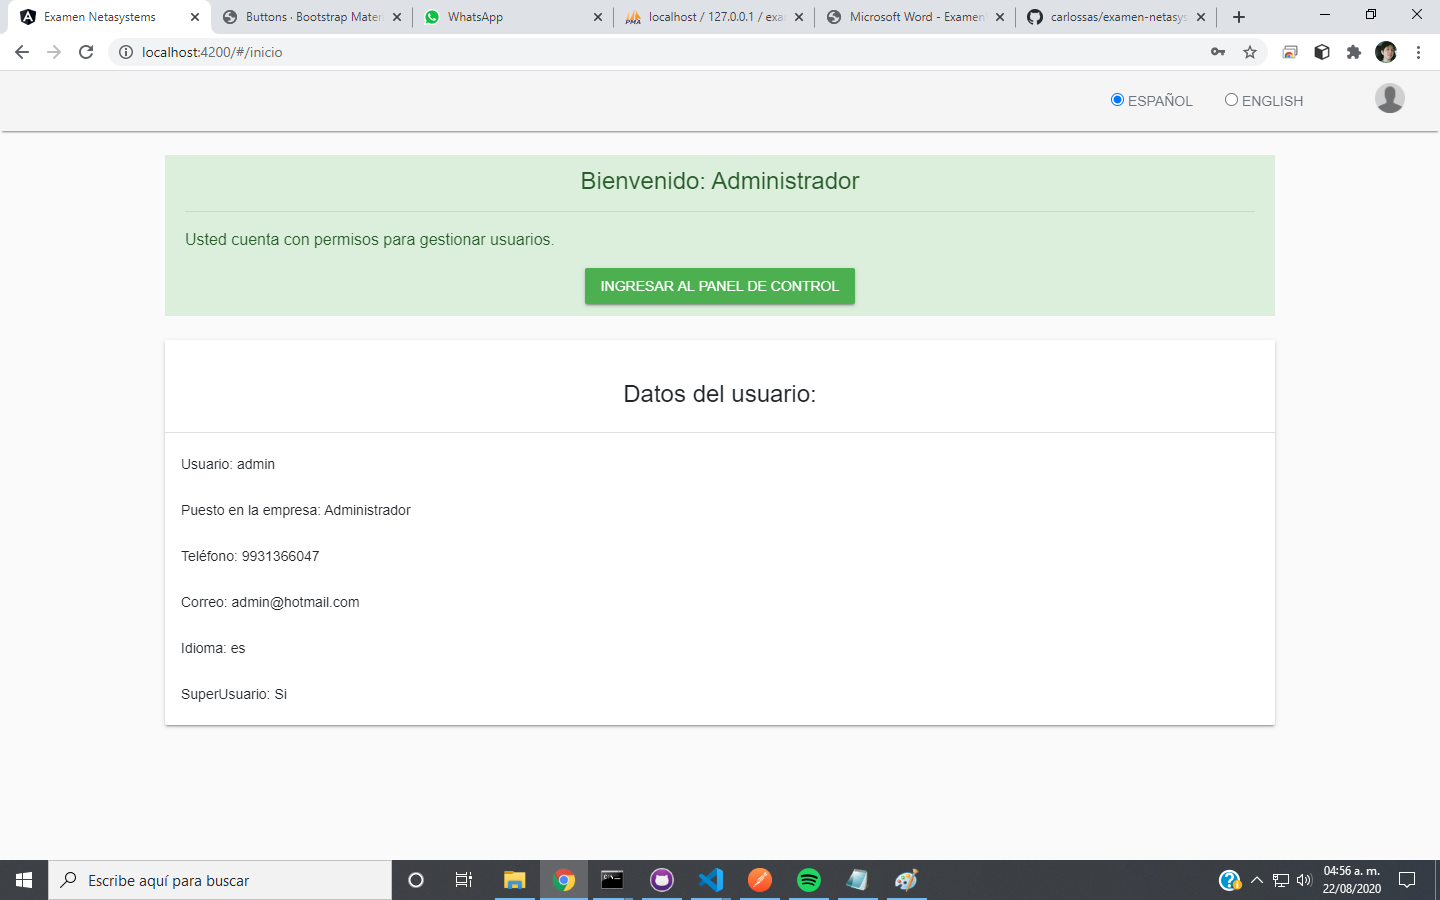 Examen Netasystems
Buttons · Bootstrap Mater
WhatsApp
localhost / 127.0.0.1 / exa
Microsoft Word - Examen
carlossas/examen-netasys
localhost:4200/#/inicio
ESPAÑOL
ENGLISH
Bienvenido: Administrador
Usted cuenta con permisos para gestionar usuarios.
INGRESAR AL PANEL DE CONTROL
Datos del usuario:
Usuario: admin
Puesto en la empresa: Administrador
Teléfono: 9931366047
Correo: admin@hotmail.com
Idioma: es
SuperUsuario: Si
Escribe aquí para buscar
04:56 a. m.
22/08/2020